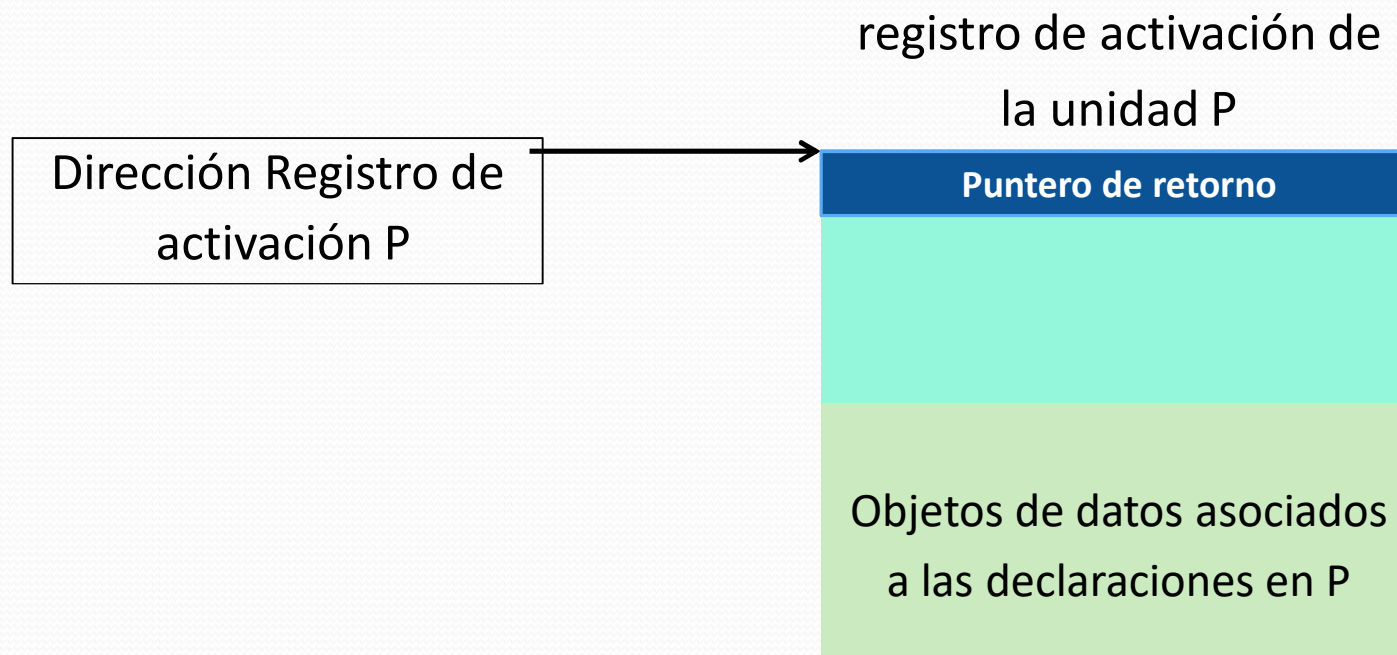 registro de activación de
la unidad P
Dirección Registro de
activación P
Puntero de retorno
Objetos de datos asociados
a las declaraciones en P